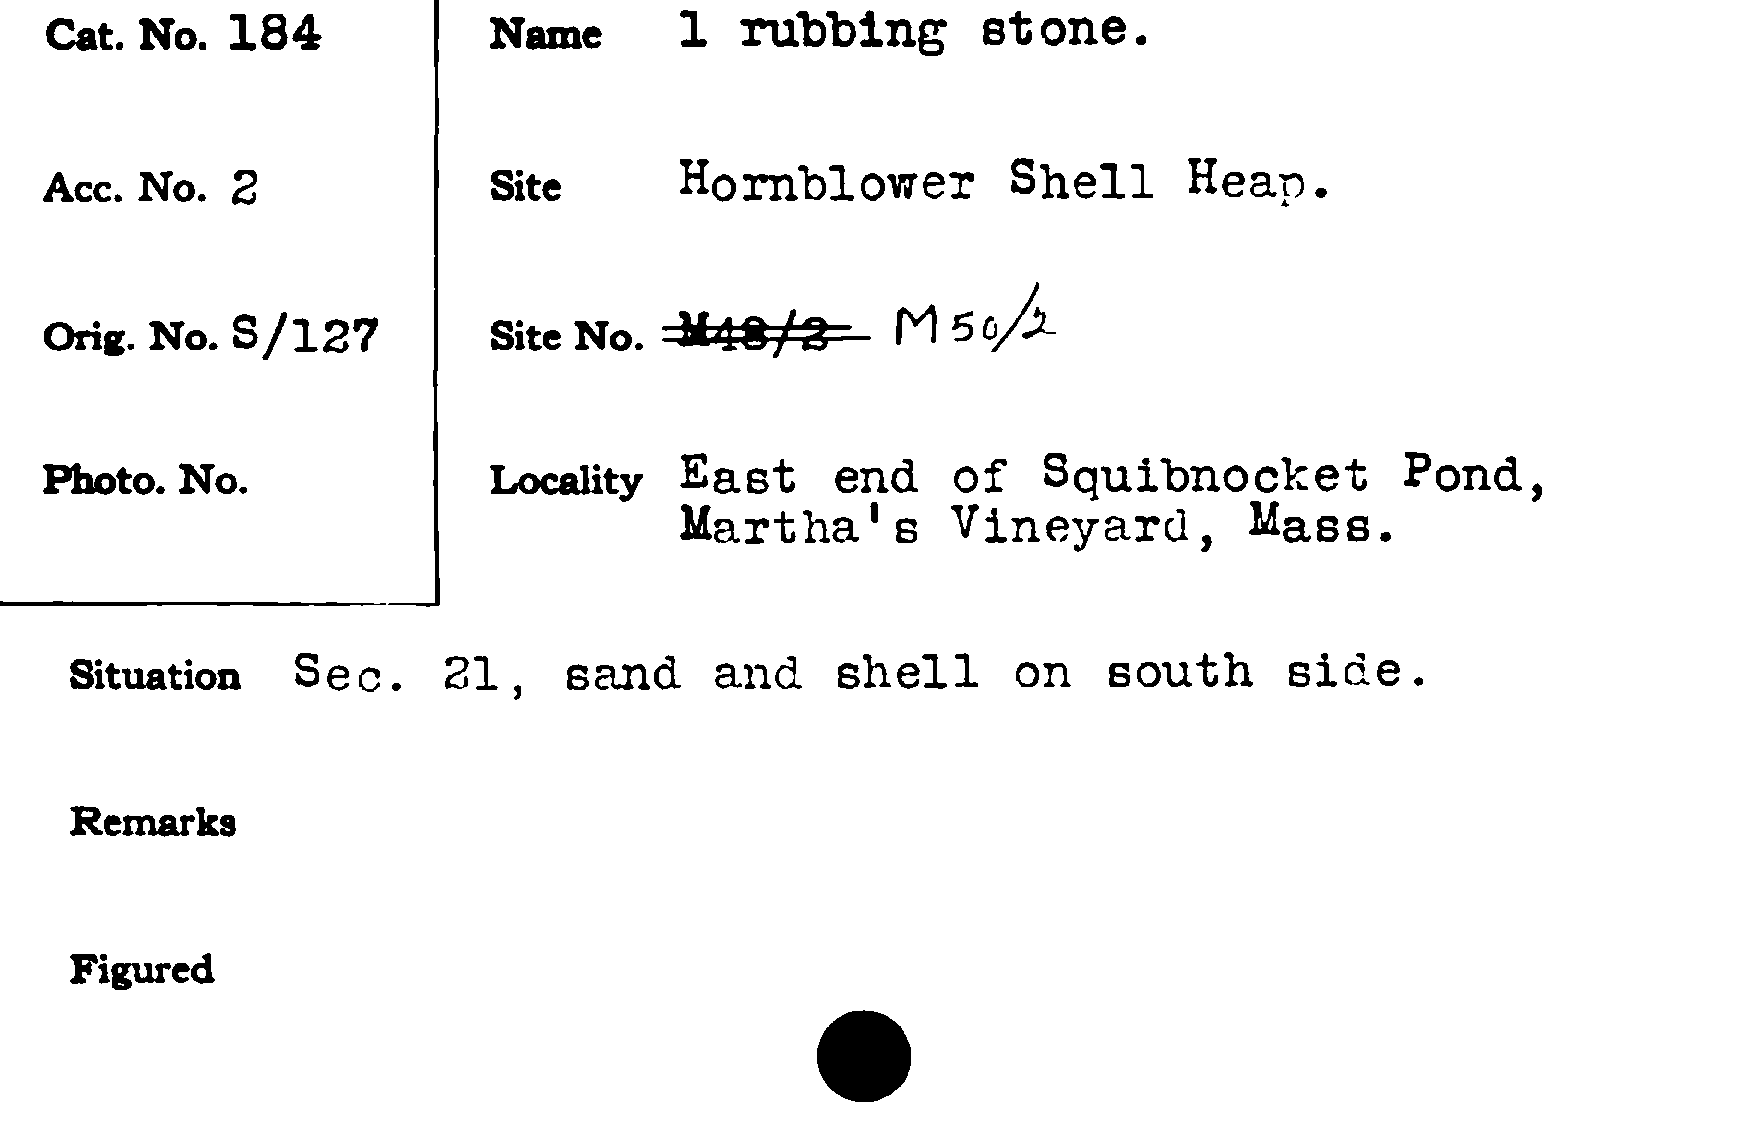 Cat. No. 184
Name 1 rubbing stone.
Acc. No. 2
Site Hornblower Shell Heap.
Orig. No. S/127
Site No. M48/2 M50/2
Photo. No.
Locality East end of Squibnocket Pond,
Martha's Vineyard, Mass.
Situation Sec. 21, sand and shell on south side.
Remarks
Figured